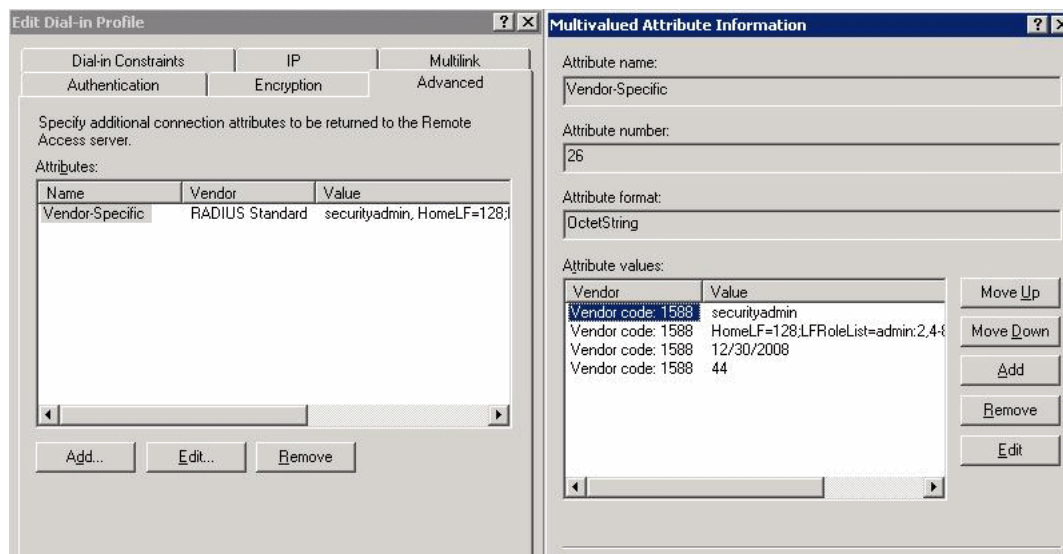 Edit Dial-in Profile
Dial-in Constraints IP Multilink
Authentication Encryption Advanced
Specify additional connection attributes to be returned to the Remote
Access server.
Attributes:
Name Vendor Value
Vendor-Specific RADIUS Standard securityadmin, HomeLF=128;
Add... Edit... Remove
Multivalued Attribute Information
Attribute name:
Vendor-Specific
Attribute number:
26
Attribute format:
OctetString
Attribute values:
Vendor Value
Vendor code: 1588 securityadmin
Vendor code: 1588 HomeLF=128;LFRoleList=admin:2,4-8
Vendor code: 1588 12/30/2008
Vendor code: 1588 44
Move Up
Move Down
Add
Remove
Edit